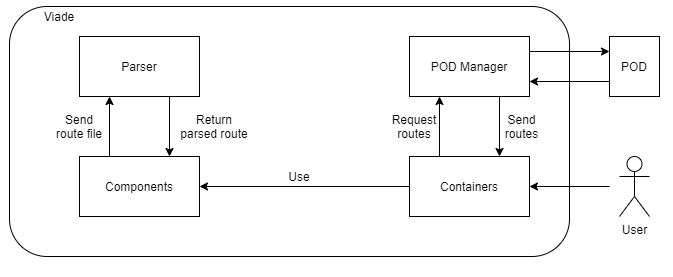 Viade
Parser
POD Manager
POD
Send
route file
Return
parsed route
Request
routes
Send
routes
Components
Use
Containers
User